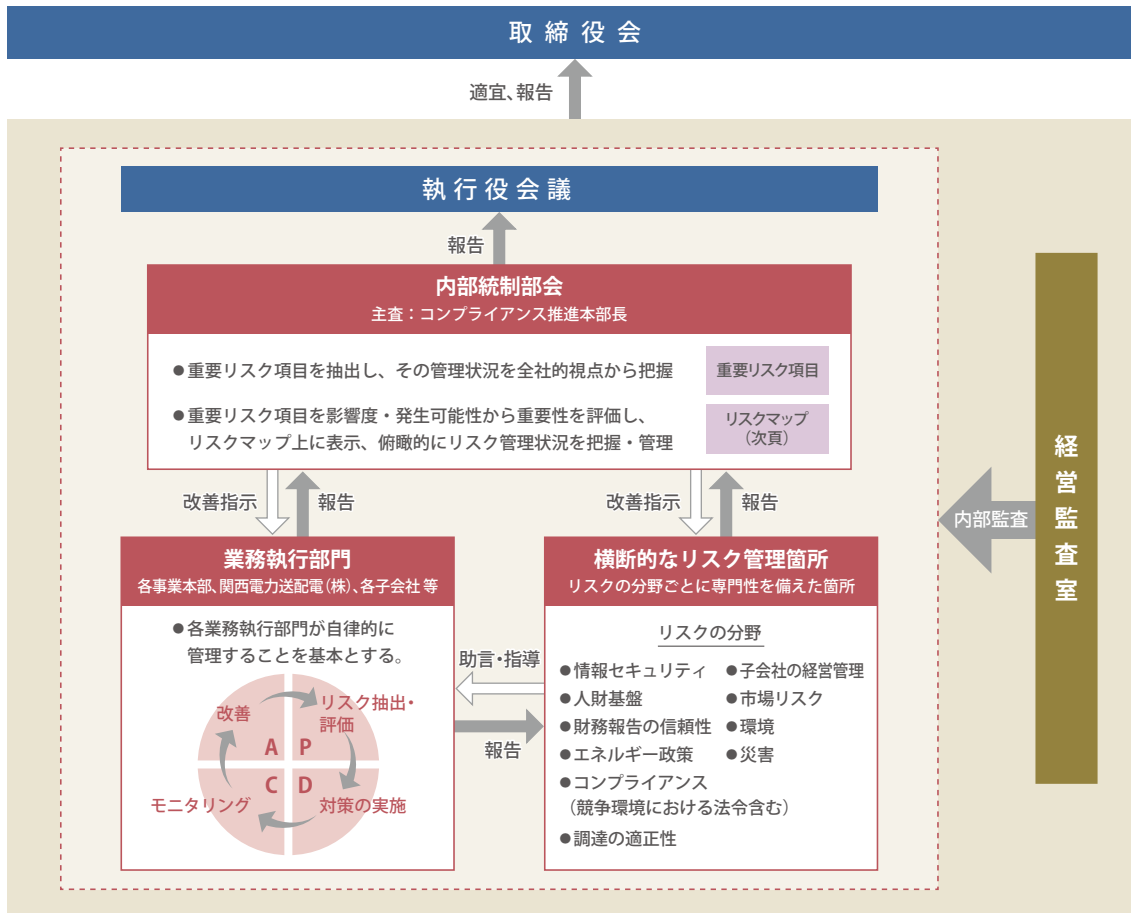 取締役会
適宜、報告
執行役会議
報告
内部統制部会
主査：コンプライアンス推進本部長
●重要リスク項目を抽出し、その管理状況を全社的視点から把握
重要リスク項目
●重要リスク項目を影響度・発生可能性から重要性を評価し、
リスクマップ上に表示、俯瞰的にリスク管理状況を把握・管理
リスクマップ
（次頁）
改善指示
報告
改善指示
報告
業務執行部門
各事業本部、関西電力送配電（株）、各子会社 等
●各業務執行部門が自律的に
管理することを基本とする。
改善
リスク抽出・
評価
A P
C D
モニタリング
対策の実施
助言・指導
報告
横断的なリスク管理箇所
リスクの分野ごとに専門性を備えた箇所
リスクの分野
●情報セキュリティ
●人財基盤
●財務報告の信頼性
●エネルギー政策
●コンプライアンス
（競争環境における法令含む）
●調達の適正性
●子会社の経営管理
●市場リスク
●環境
●災害
内部監査
経営監査室